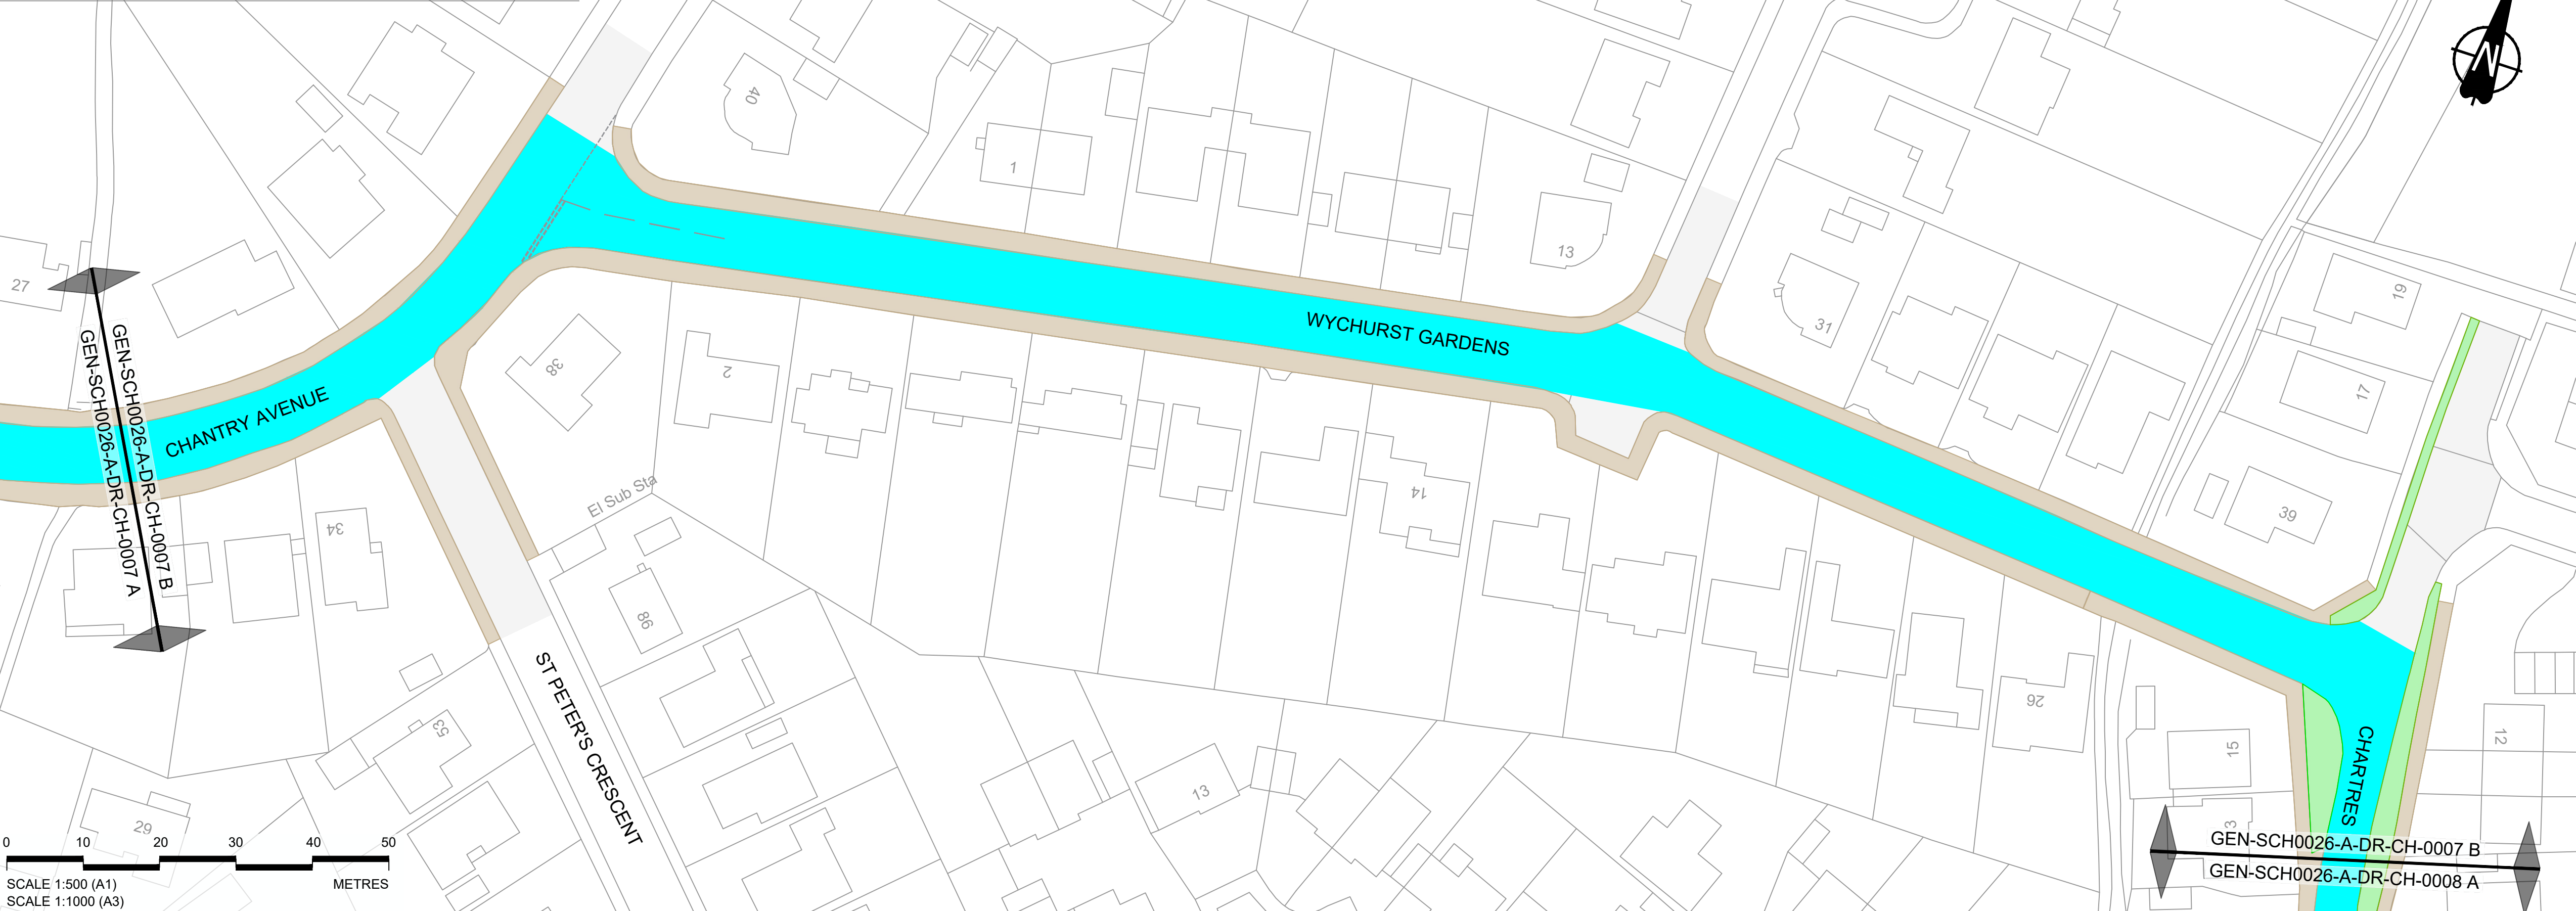 N
40
1
13
27
31
19
17
38
2
39
14
El Sub Sta
34
86
26
53
15
12
13
29
3
WYCHURST GARDENS
CHANTRY AVENUE
ST PETER'S CRESCENT
CHARTRES
GEN-SCH0026-A-DR-CH-0007 B
GEN-SCH0026-A-DR-CH-0007 A
GEN-SCH0026-A-DR-CH-0007 B
GEN-SCH0026-A-DR-CH-0008 A
0 10 20 30 40 50
SCALE 1:500 (A1) METRES
SCALE 1:1000 (A3)